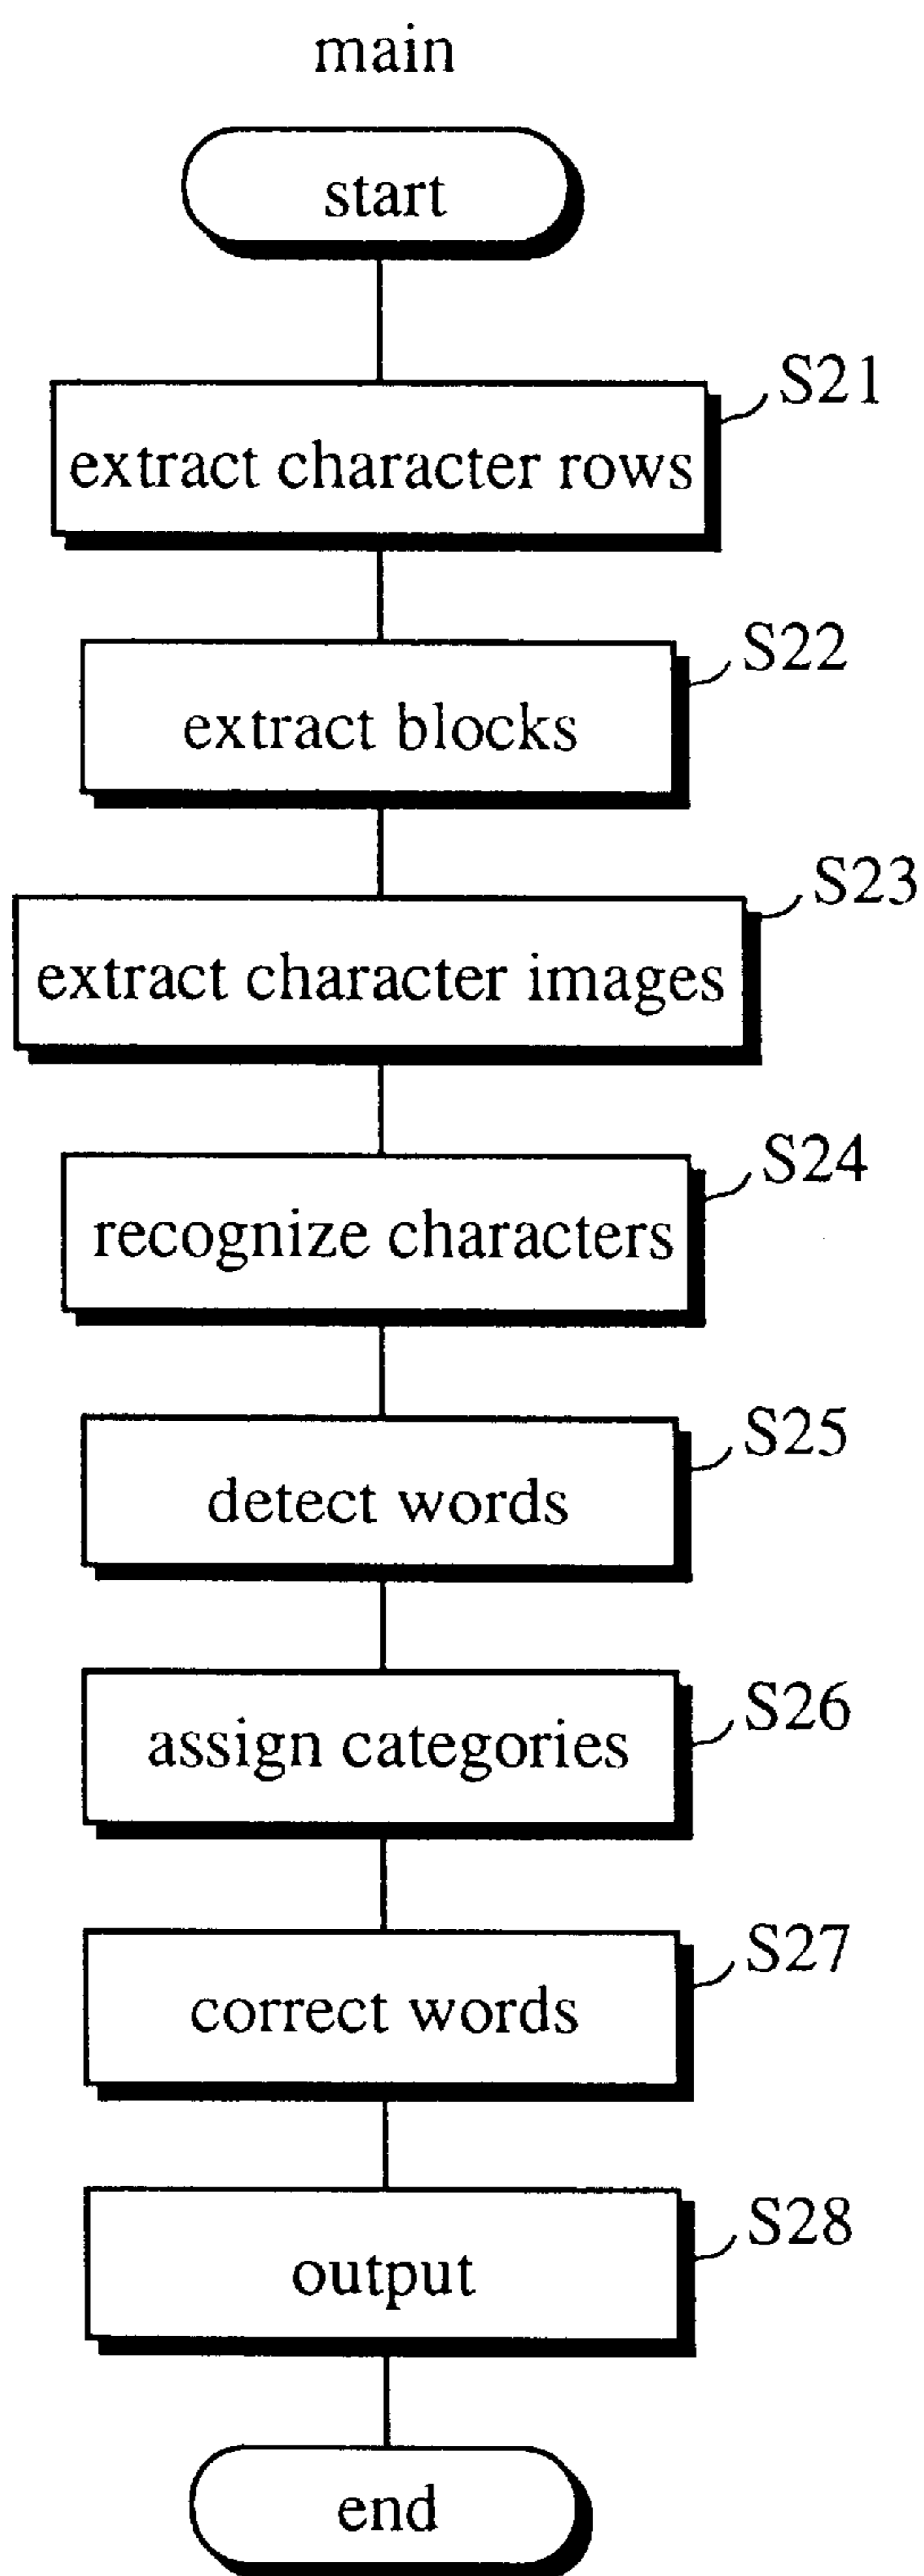 main
start
S21
extract character rows
S22
extract blocks
S23
extract character images
S24
recognize characters
S25
detect words
S26
assign categories
S27
correct words
S28
output
end